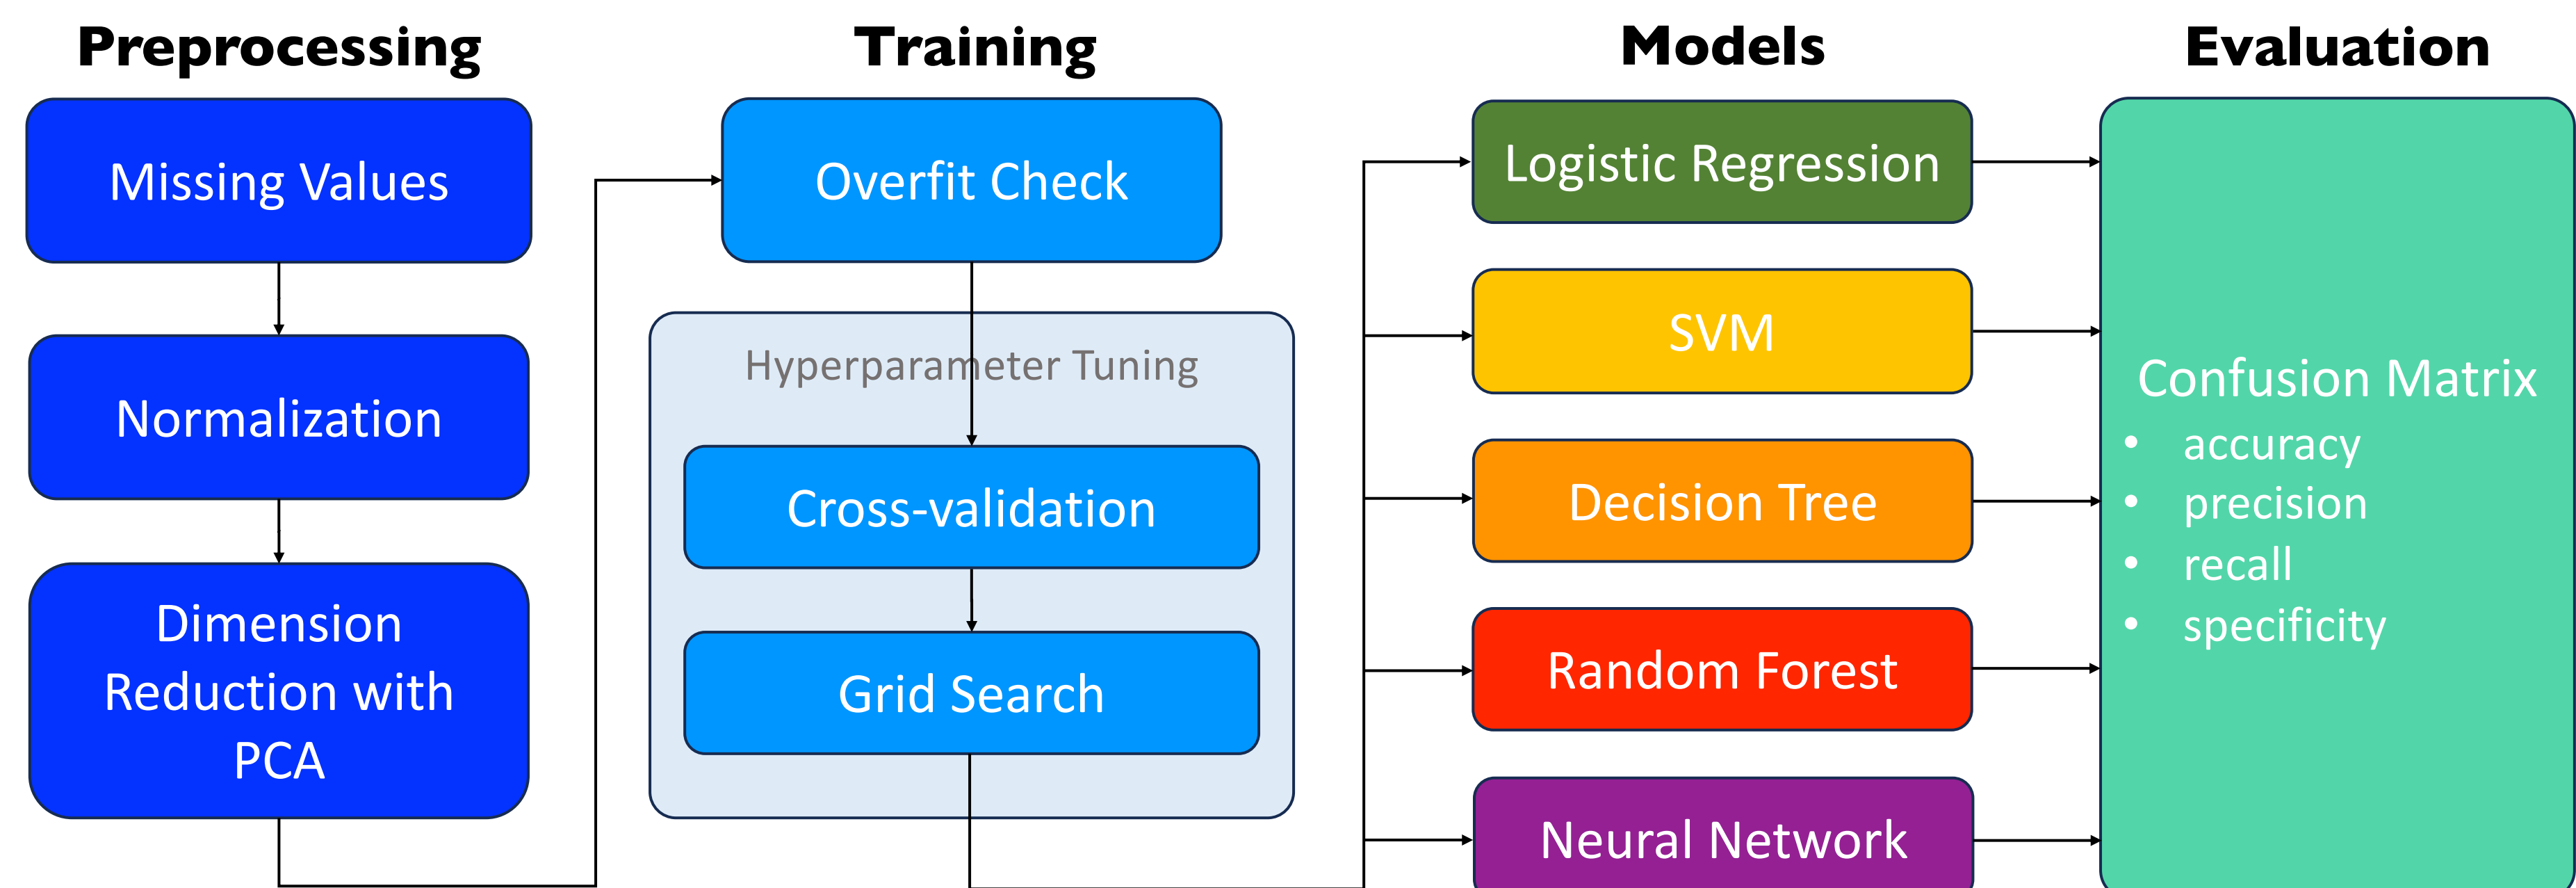 Preprocessing
Missing Values
Normalization
Dimension
Reduction with
PCA
Training
Overfit Check
Hyperparameter Tuning
Cross-validation
Grid Search
Models
Logistic Regression
SVM
Decision Tree
Random Forest
Neural Network
Evaluation
Confusion Matrix
• accuracy
• precision
• recall
• specificity